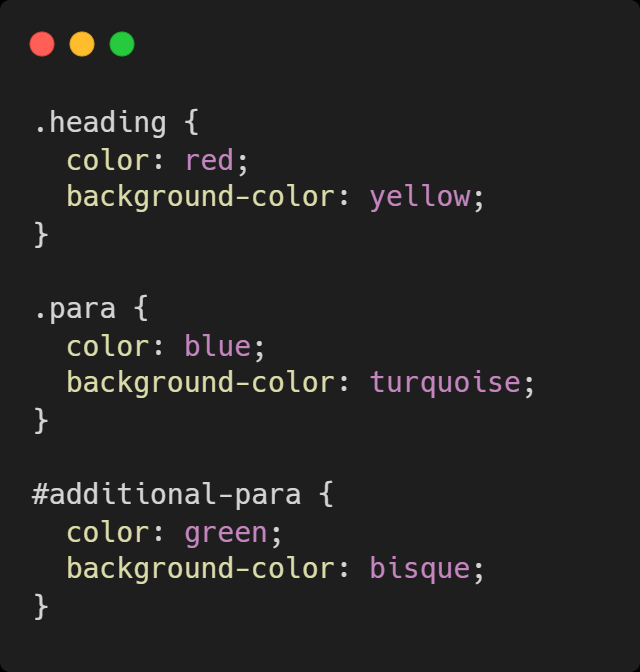 .heading {
  color: red;
  background-color: yellow;
}

.para {
  color: blue;
  background-color: turquoise;
}

#additional-para {
  color: green;
  background-color: bisque;
}